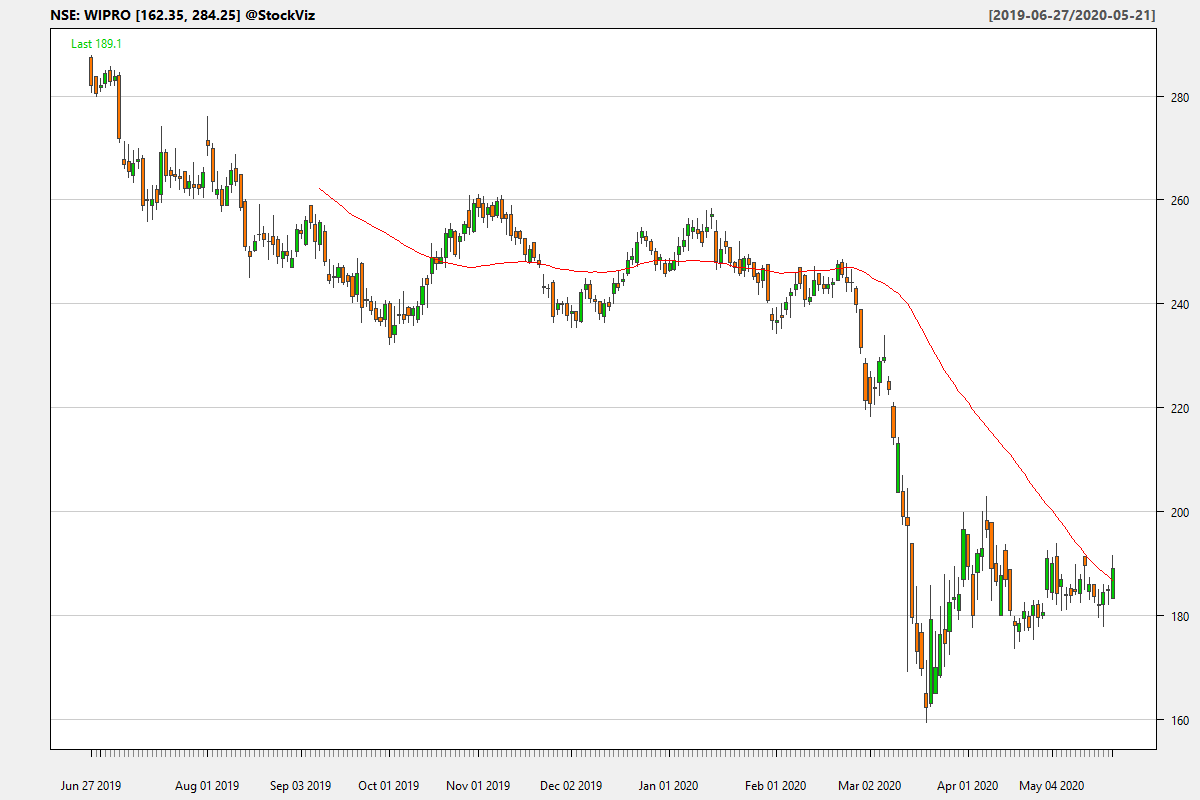 NSE: WIPRO [162.35, 284.25] @StockViz [2019-06-27/2020-05-21]
Last 189.1
280
260
240
220
200
180
160
Jun 27 2019 Aug 01 2019 Sep 03 2019 Oct 01 2019 Nov 01 2019 Dec 02 2019 Jan 01 2020 Feb 01 2020 Mar 02 2020 Apr 01 2020 May 04 2020